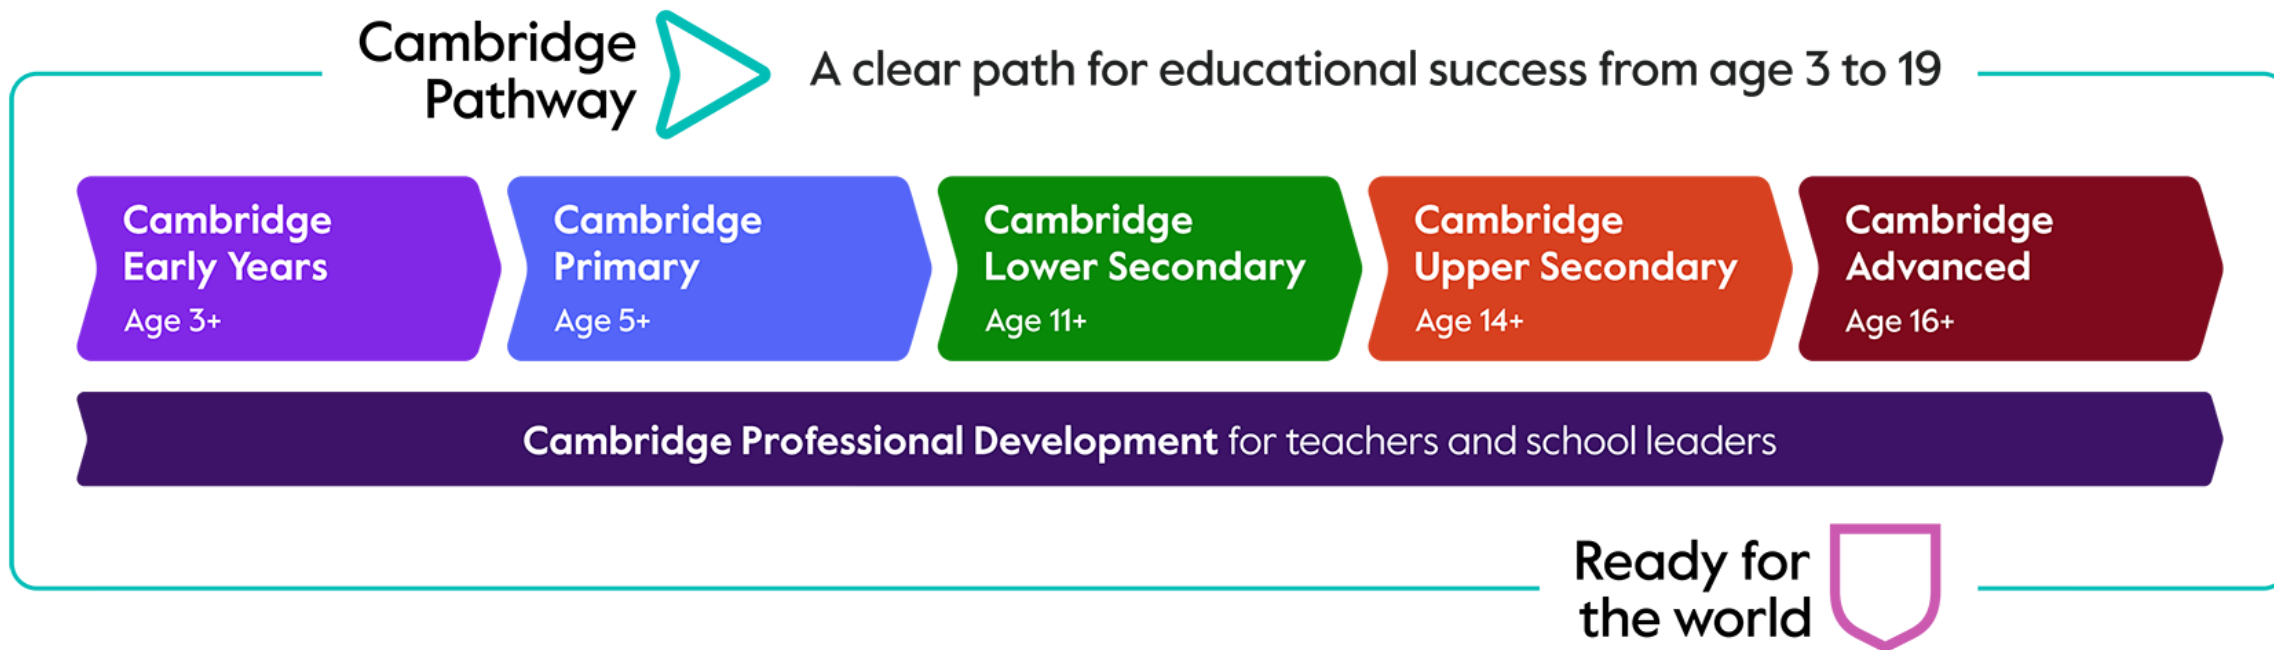 Cambridge
Pathway
A clear path for educational success from age 3 to 19
Cambridge
Early Years
Age 3+
Cambridge
Primary
Age 5+
Cambridge
Lower Secondary
Age 11+
Cambridge
Upper Secondary
Age 14+
Cambridge
Advanced
Age 16+
Cambridge Professional Development for teachers and school leaders
Ready for
the world